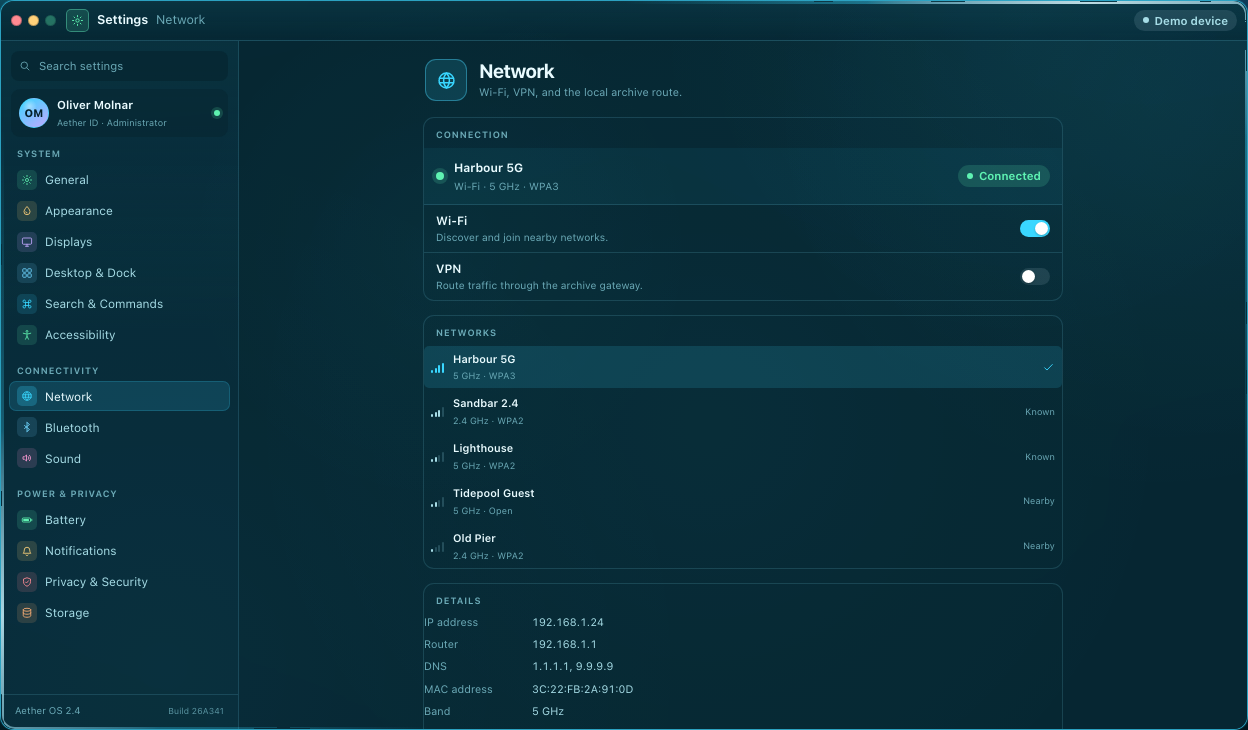 Settings Network
Demo device
Search settings
OM
Oliver Molnar
Aether ID · Administrator
SYSTEM
General
Appearance
Displays
Desktop & Dock
Search & Commands
Accessibility
CONNECTIVITY
Network
Bluetooth
Sound
POWER & PRIVACY
Battery
Notifications
Privacy & Security
Storage
Aether OS 2.4
Build 26A341
Network
Wi-Fi, VPN, and the local archive route.
CONNECTION
Harbour 5G
Wi-Fi · 5 GHz · WPA3
Connected
Wi-Fi
Discover and join nearby networks.
VPN
Route traffic through the archive gateway.
NETWORKS
Harbour 5G
5 GHz · WPA3
Sandbar 2.4
2.4 GHz · WPA2
Known
Lighthouse
5 GHz · WPA2
Known
Tidepool Guest
5 GHz · Open
Nearby
Old Pier
2.4 GHz · WPA2
Nearby
DETAILS
IP address 192.168.1.24
Router 192.168.1.1
DNS 1.1.1.1, 9.9.9.9
MAC address 3C:22:FB:2A:91:0D
Band 5 GHz